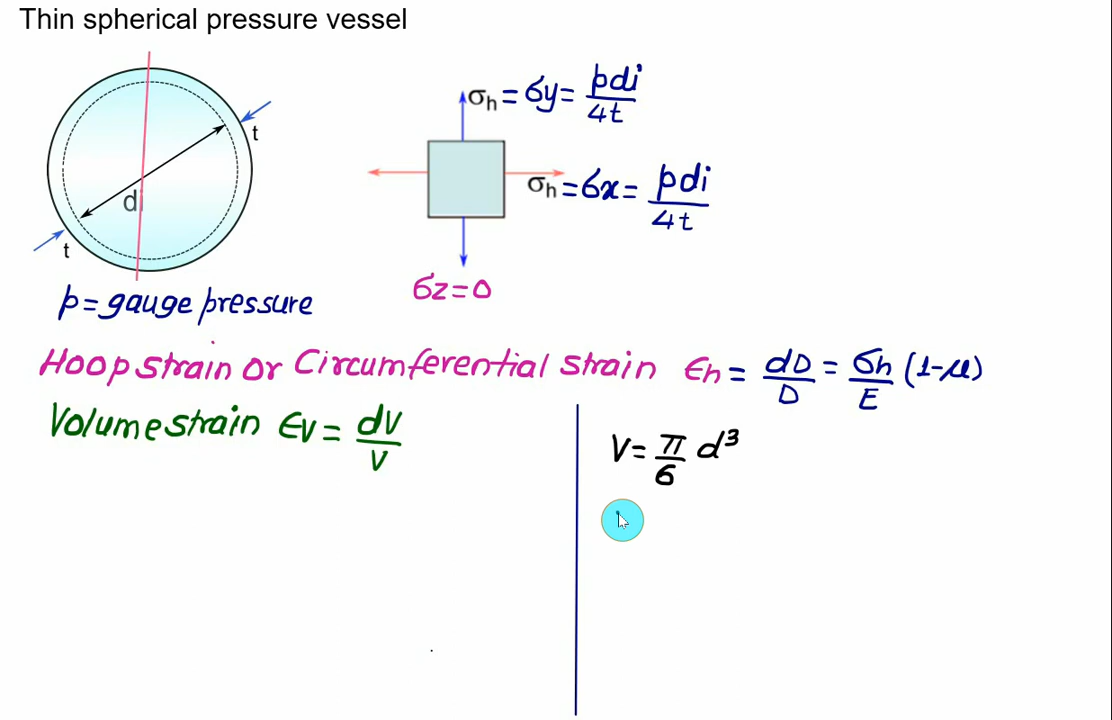 Thin spherical pressure vessel
σh = σy = pdi/4t
t
di
σh = σx = pdi/4t
t
σz = 0
p = gauge pressure
Hoop strain or Circumferential strain ϵh = dD/D = σh/E (1-μ)
Volume strain ϵv = dV/V
V = π/6 d³